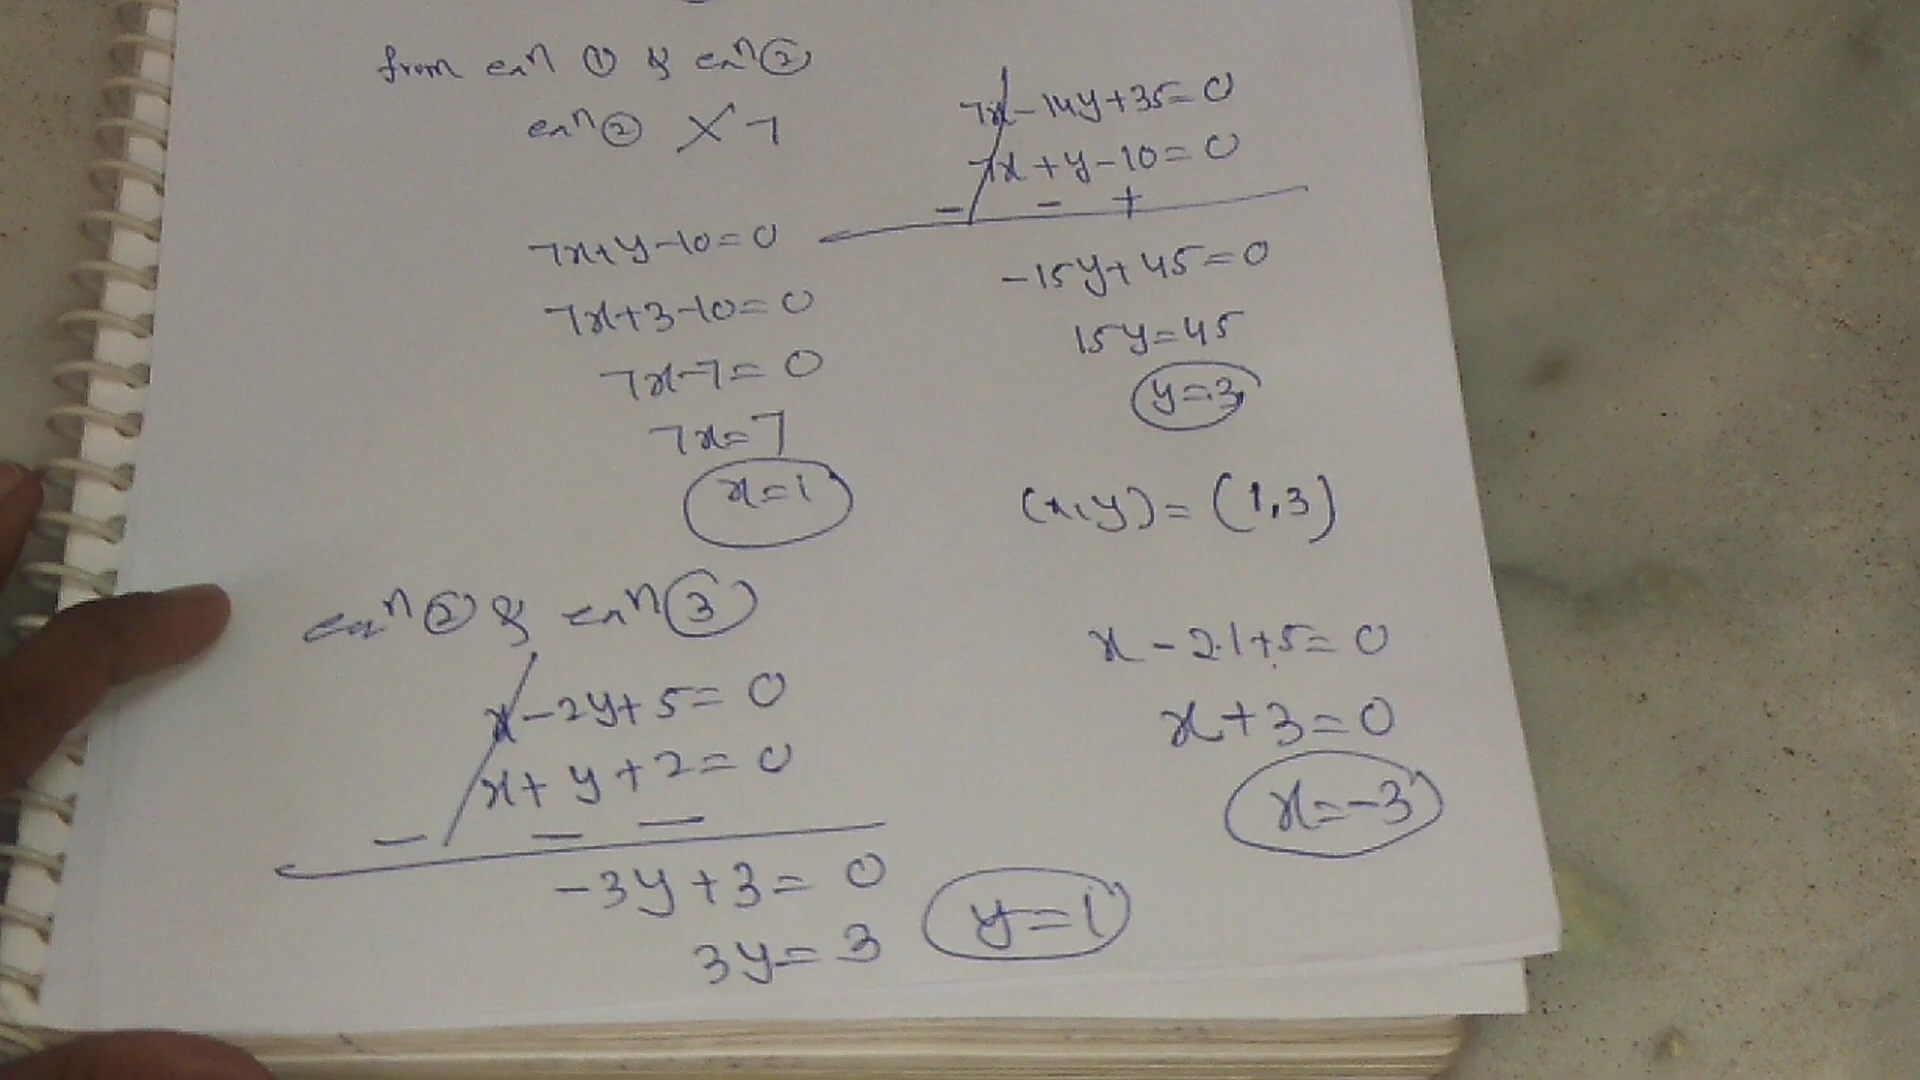 from eqn ① & eqn ②
eqn ② × 7
7x-14y+35=0
7x+y-10=0
- - +
-15y+45=0
15y=45
y=3
7x+y-10=0
7x+3-10=0
7x-7=0
7x=7
x=1
(x,y)=(1,3)
eqn ② & eqn ③
x-2y+5=0
x+y+2=0
- - -
-3y+3=0
3y=3
y=1
x-2.1+5=0
x+3=0
x=-3